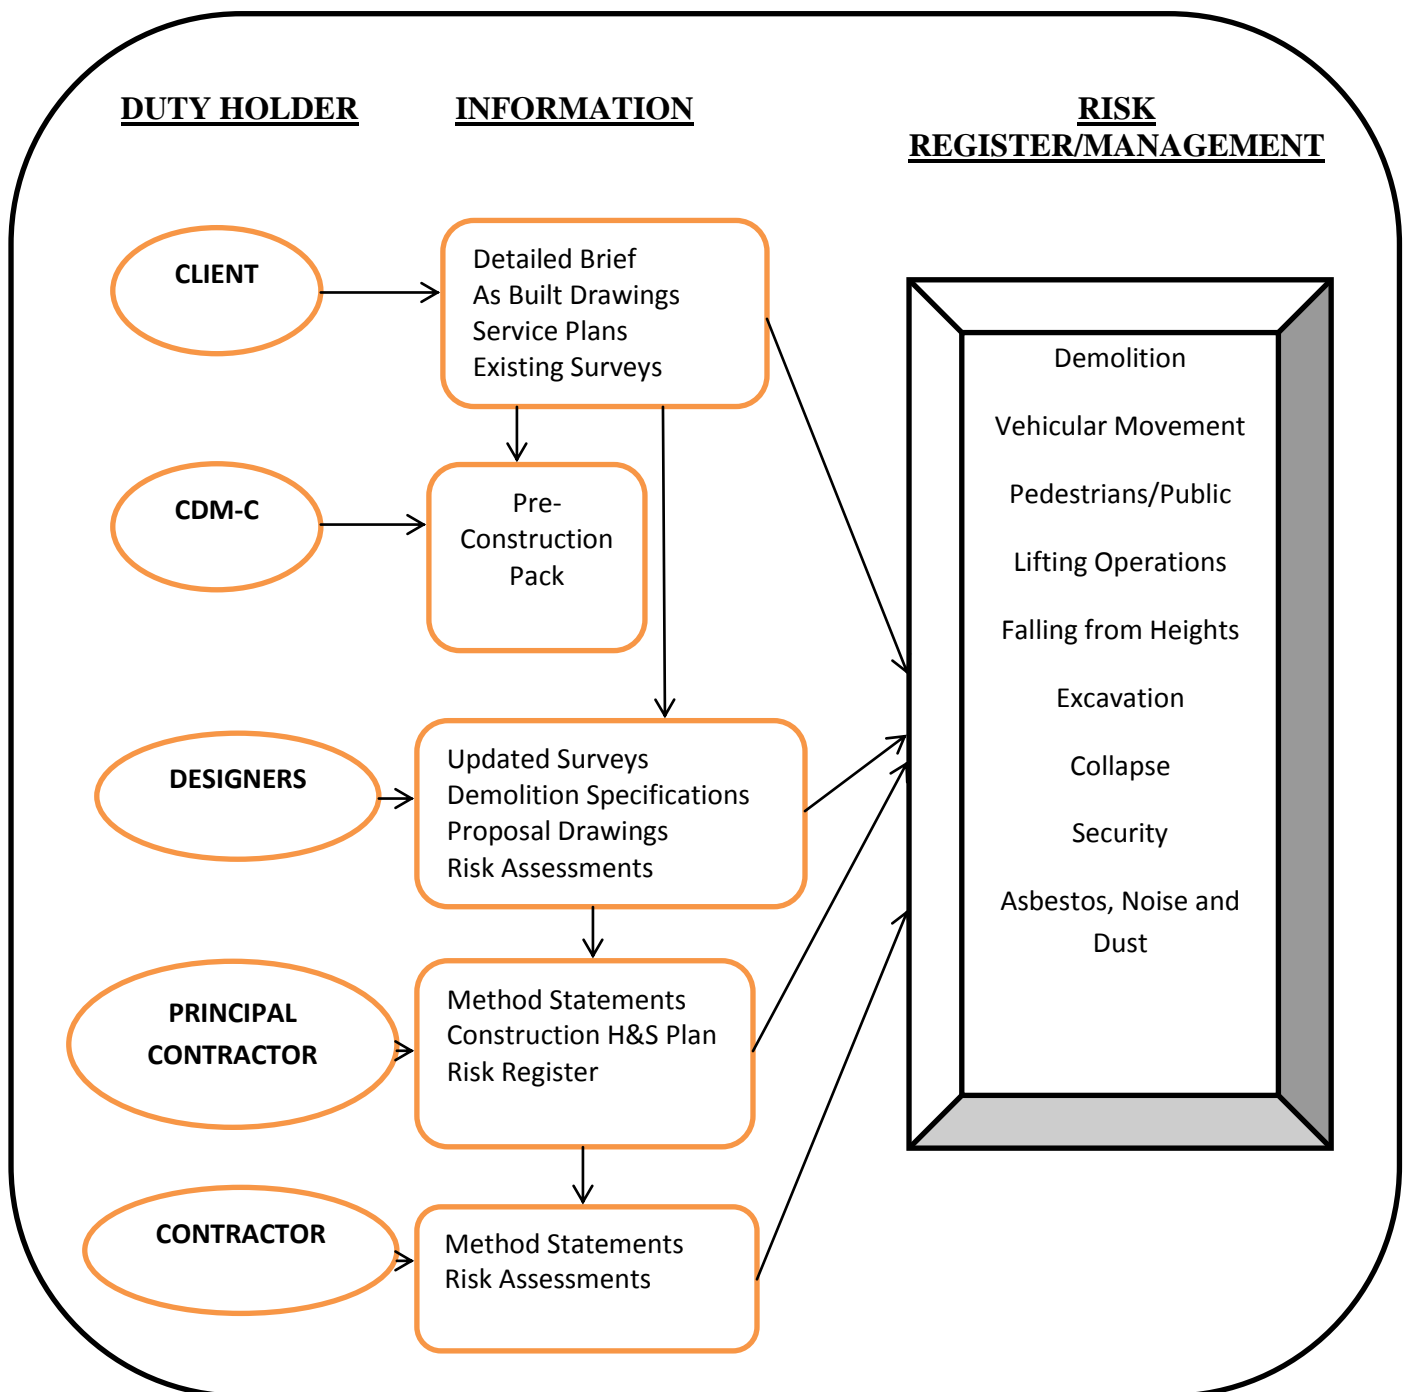 DUTY HOLDER
INFORMATION
RISK
REGISTER/MANAGEMENT
CLIENT
Detailed Brief
As Built Drawings
Service Plans
Existing Surveys
CDM-C
Pre-
Construction
Pack
DESIGNERS
Updated Surveys
Demolition Specifications
Proposal Drawings
Risk Assessments
PRINCIPAL
CONTRACTOR
Method Statements
Construction H&S Plan
Risk Register
CONTRACTOR
Method Statements
Risk Assessments
Demolition
Vehicular Movement
Pedestrians/Public
Lifting Operations
Falling from Heights
Excavation
Collapse
Security
Asbestos, Noise and
Dust